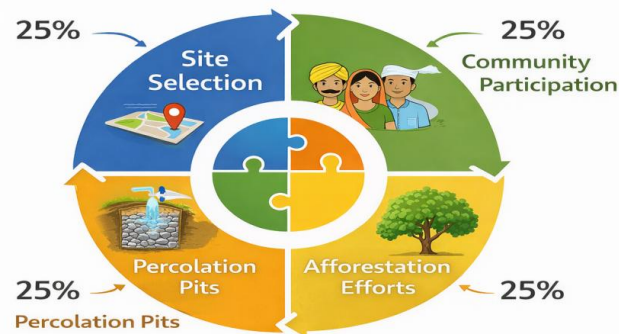 25%
Site
Selection
25%
Community
Participation
Percolation
Pits
Afforestation
Efforts
25%
Percolation Pits
25%